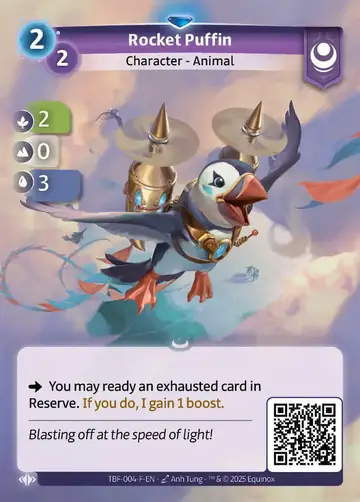 2
2
Rocket Puffin
Character - Animal
2
0
3
➔ You may ready an exhausted card in
Reserve. If you do, I gain 1 boost.
Blasting off at the speed of light!
TBF-004-F-EN - Anh Tung - ™ & © 2025 Equinox